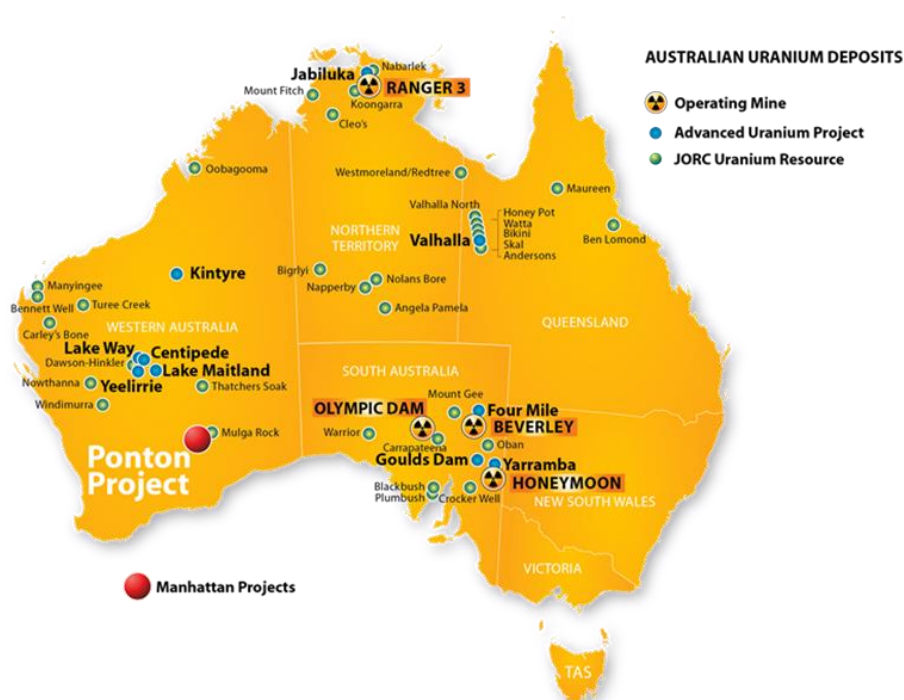 AUSTRALIAN URANIUM DEPOSITS
Operating Mine
Advanced Uranium Project
JORC Uranium Resource
Jabiluka
Nabarlek
RANGER 3
Mount Fitch
Koongarra
Cleo's
Oobagooma
Westmoreland/Redtree
Maureen
Valhalla North
Honey Pot
Watta
Bikini
Skal
Andersons
Ben Lomond
NORTHERN
TERRITORY
Valhalla
Kintyre
Bigrlyi
Nolans Bore
Napperby
Angela Pamela
Manyingee
Bennett Well
Turee Creek
Carley's Bone
WESTERN AUSTRALIA
QUEENSLAND
Lake Way
Centipede
Dawson-Hinkler
Lake Maitland
Nowthanna
Yeelirrie
Thatchers Soak
Windimurra
SOUTH AUSTRALIA
Mount Gee
OLYMPIC DAM
Four Mile
BEVERLEY
Warrior
Mulga Rock
Carrapateena
Oban
Ponton
Project
Goulds Dam
Yarramba
HONEYMOON
Blackbush
Plumbush
Crocker Well
NEW SOUTH WALES
VICTORIA
Manhattan Projects
TAS